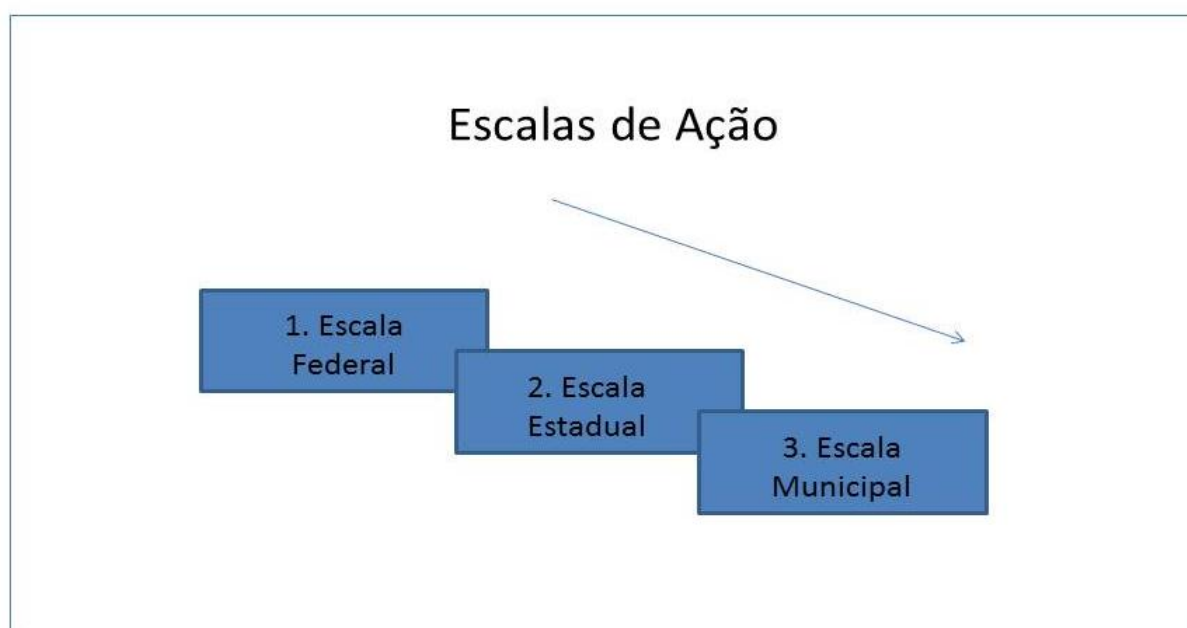 Escalas de Ação
1. Escala
Federal
2. Escala
Estadual
3. Escala
Municipal